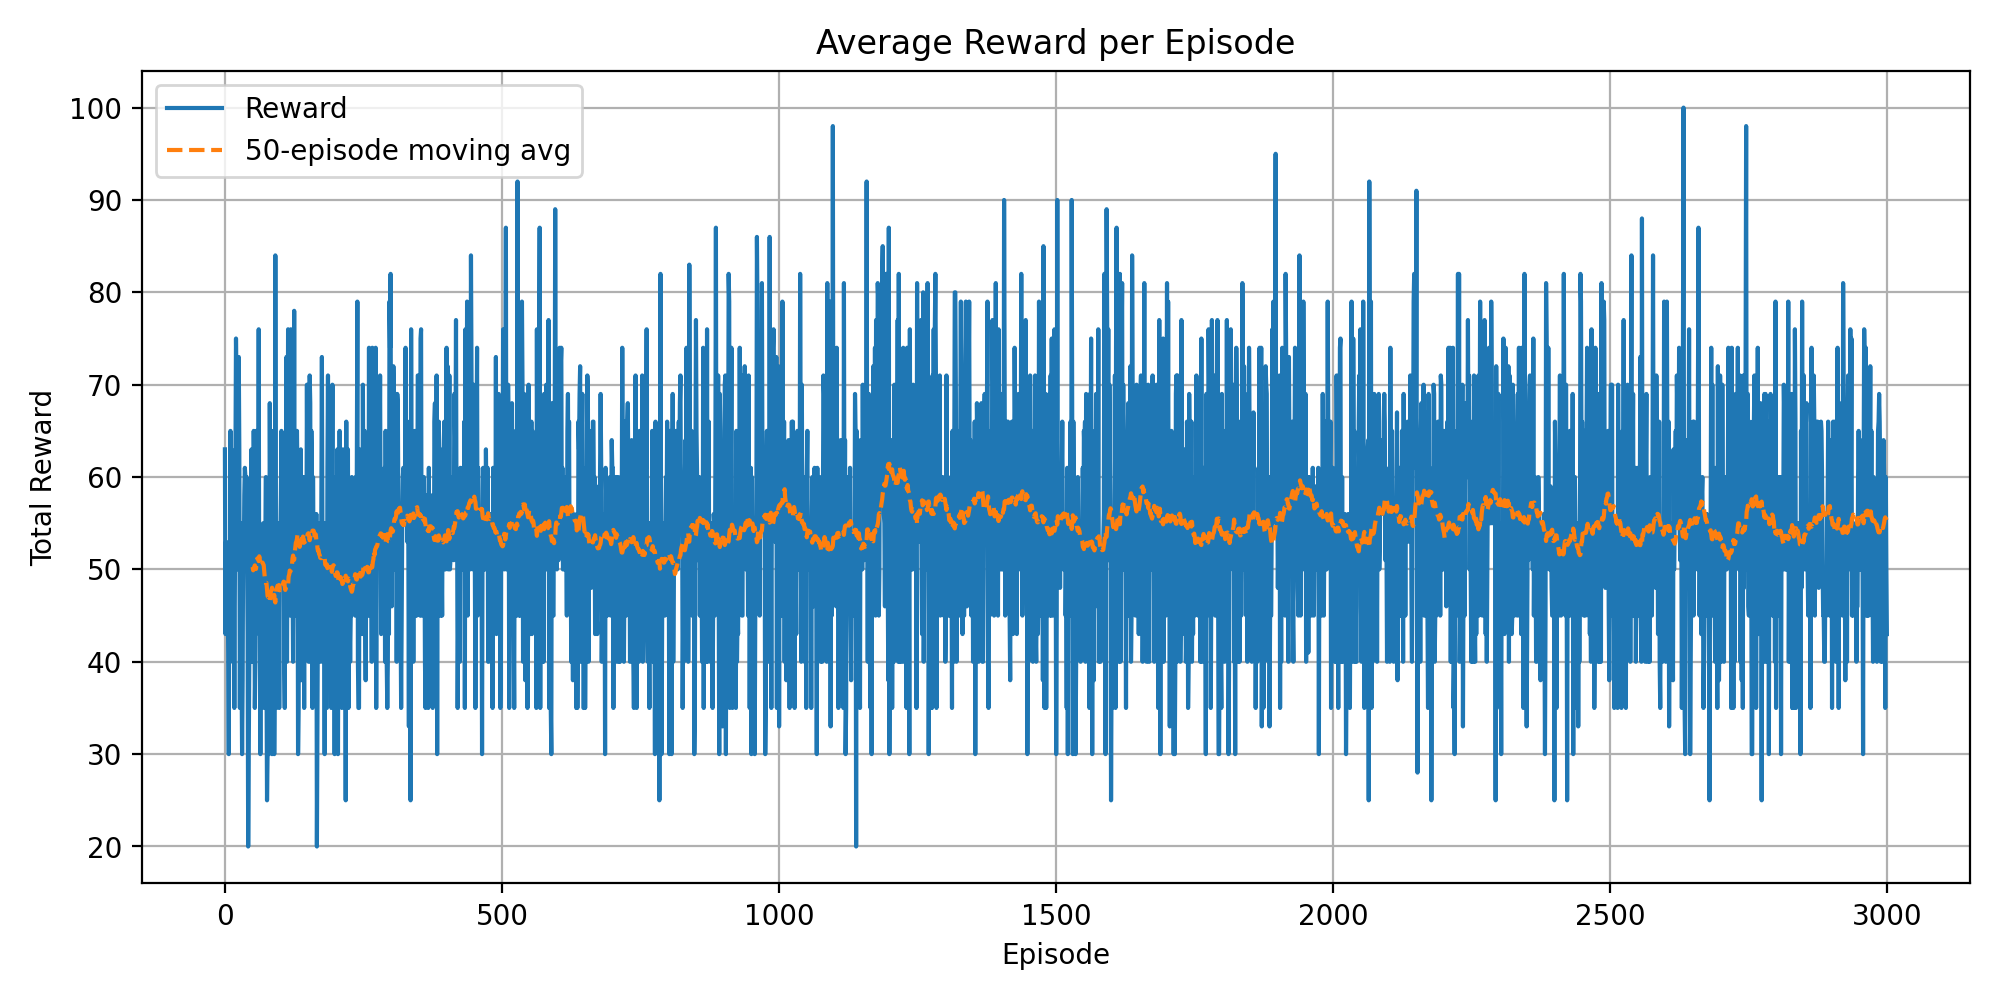 Average Reward per Episode
Reward
50-episode moving avg
100
90
80
70
60
50
40
30
20
Total Reward
0 500 1000 1500 2000 2500 3000
Episode